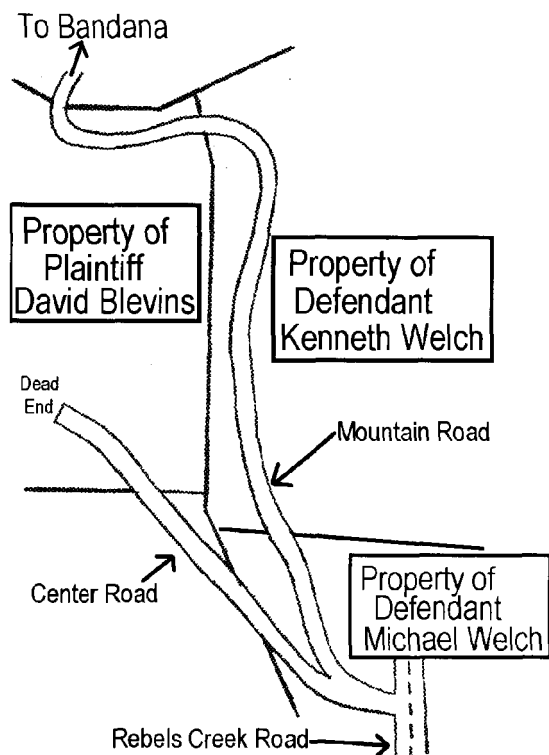 To Bandana
Property of
Plaintiff
David Blevins
Property of
Defendant
Kenneth Welch
Dead
End
Mountain Road
Center Road
Property of
Defendant
Michael Welch
Rebels Creek Road